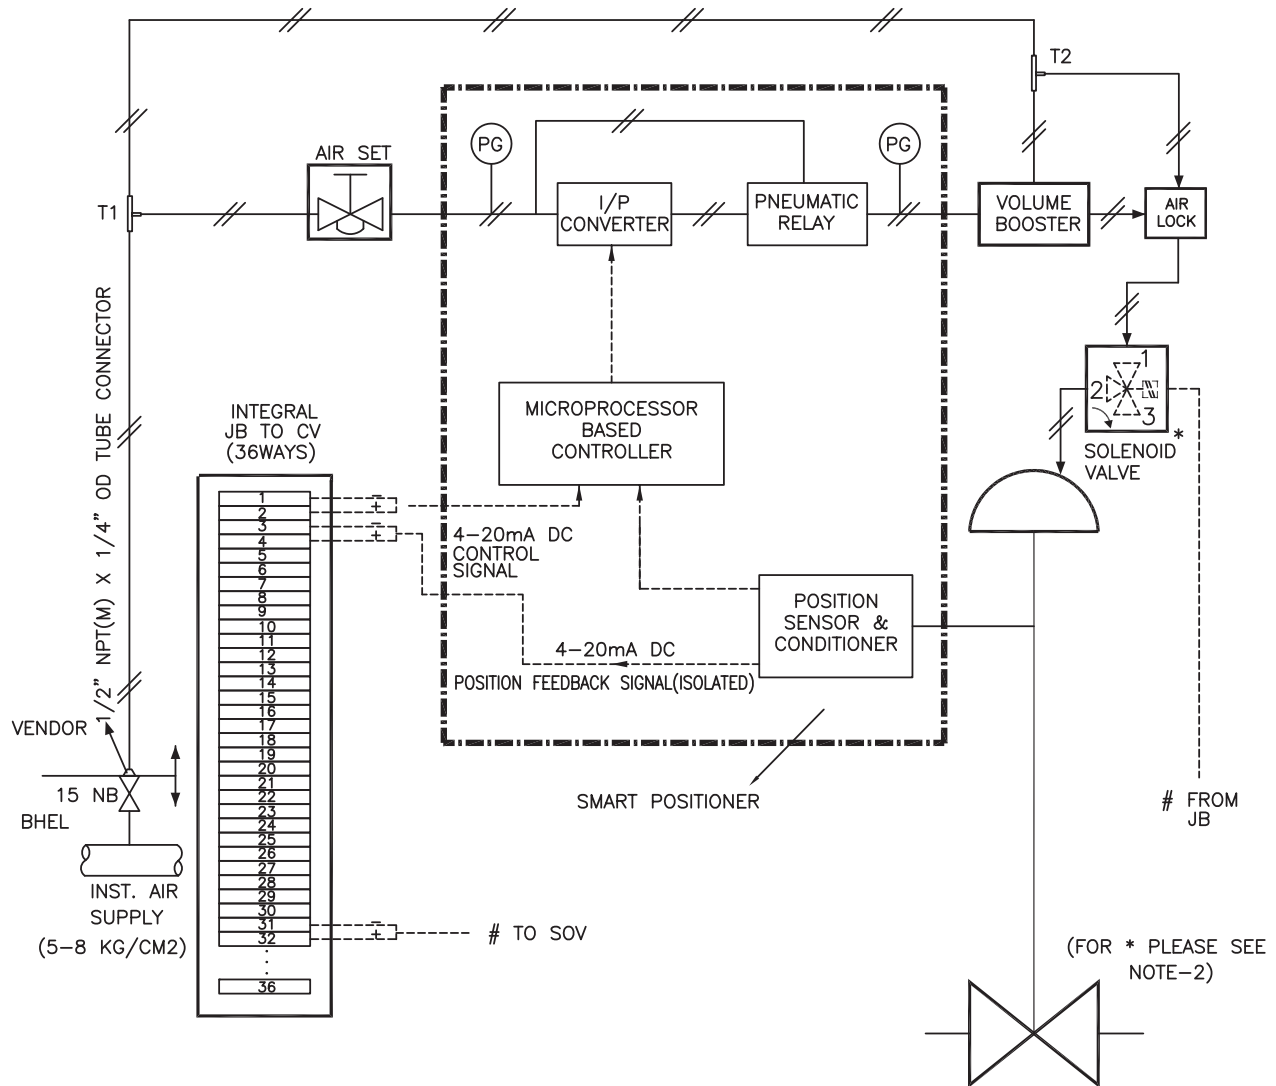 T2
AIR SET
PG
PG
T1
I/P
CONVERTER
PNEUMATIC
RELAY
VOLUME
BOOSTER
AIR
LOCK
1/2" NPT(M) X 1/4" OD TUBE CONNECTOR
1
2
3
*
SOLENOID
VALVE
MICROPROCESSOR
BASED
CONTROLLER
INTEGRAL
JB TO CV
(36WAYS)
1
2
3
4
5
6
7
8
9
10
11
12
13
14
15
16
17
18
19
20
21
22
23
24
25
26
27
28
29
30
31
32
36
−
+
−
+
−
+
4−20mA DC
CONTROL
SIGNAL
POSITION
SENSOR &
CONDITIONER
4−20mA DC
POSITION FEEDBACK SIGNAL(ISOLATED)
SMART POSITIONER
VENDOR
15 NB
BHEL
INST. AIR
SUPPLY
(5−8 KG/CM2)
# TO SOV
# FROM
JB
(FOR * PLEASE SEE
NOTE−2)